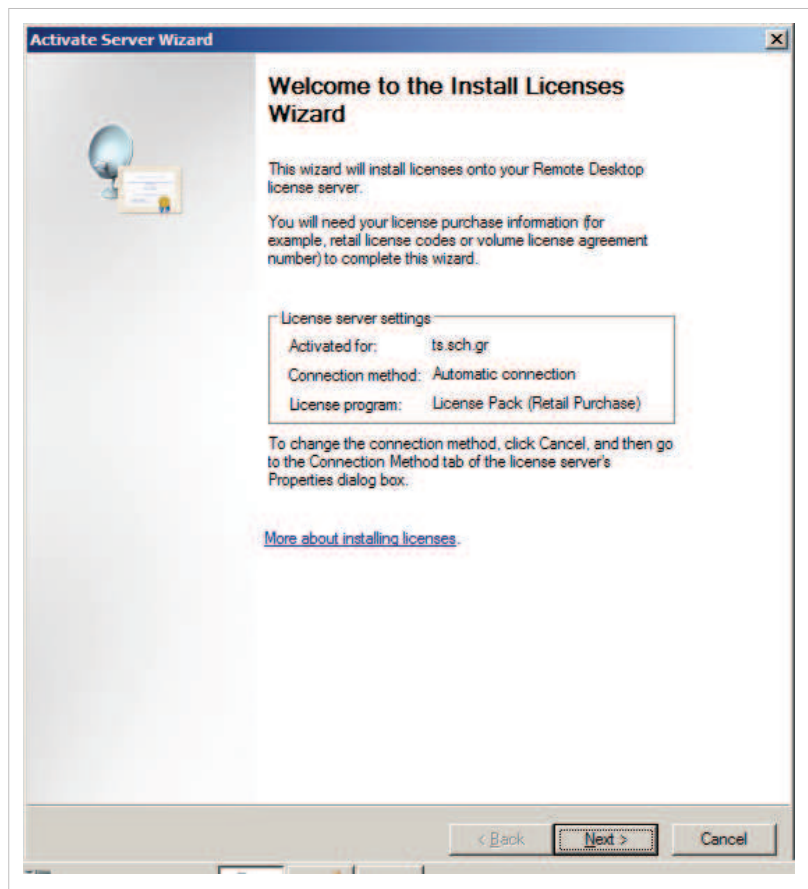 Activate Server Wizard
Welcome to the Install Licenses
Wizard
This wizard will install licenses onto your Remote Desktop
license server.
You will need your license purchase information (for
example, retail license codes or volume license agreement
number) to complete this wizard.
License server settings
Activated for: ts.sch.gr
Connection method: Automatic connection
License program: License Pack (Retail Purchase)
To change the connection method, click Cancel, and then go
to the Connection Method tab of the license server's
Properties dialog box.
More about installing licenses.
< Back Next > Cancel